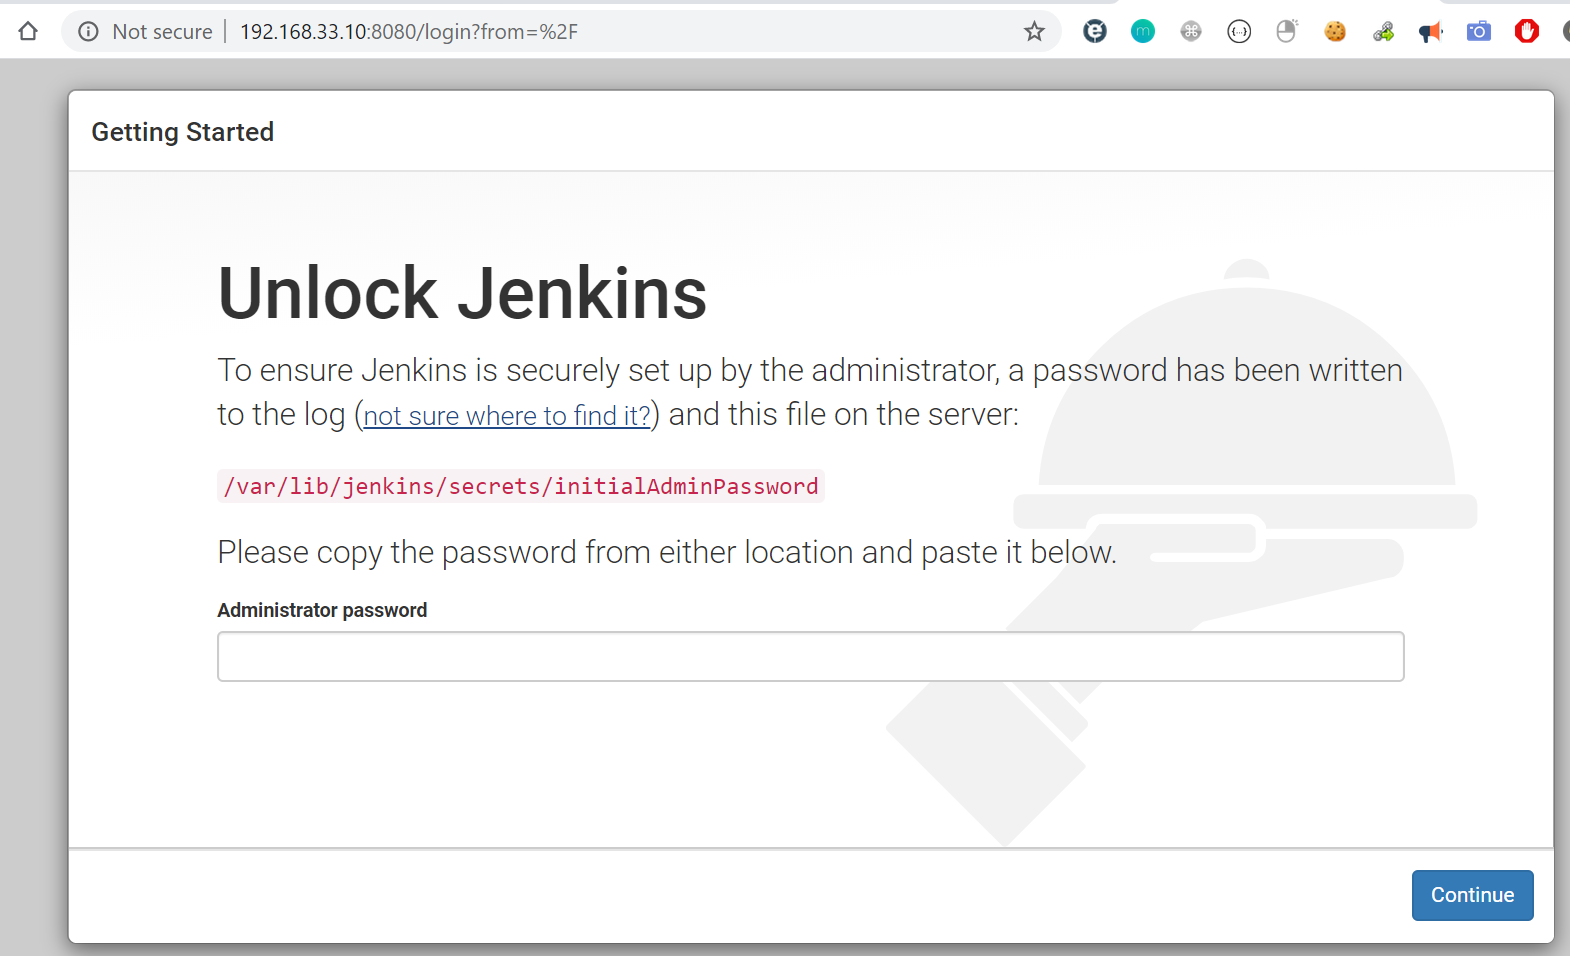 Not secure | 192.168.33.10:8080/login?from=%2F
Getting Started
Unlock Jenkins
To ensure Jenkins is securely set up by the administrator, a password has been written
to the log (not sure where to find it?) and this file on the server:
/var/lib/jenkins/secrets/initialAdminPassword
Please copy the password from either location and paste it below.
Administrator password
Continue